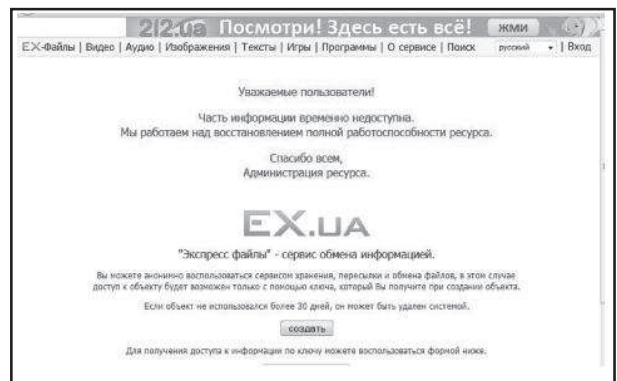 2|2.ua Посмотри! Здесь есть всё! ЖМИ
EX-Файлы | Видео | Аудио | Изображения | Тексты | Игры | Программы | О сервисе | Поиск русский | Вход
Уважаемые пользователи!
Часть информации временно недоступна.
Мы работаем над восстановлением полной работоспособности ресурса.
Спасибо всем,
Администрация ресурса.
EX.UA
"Экспресс файлы" - сервис обмена информацией.
Вы можете анонимно воспользоваться сервисом хранения, пересылки и обмена файлов, в этом случае
доступ к объекту будет возможен только с помощью ключа, который Вы получите при создании объекта.
Если объект не использовался более 30 дней, он может быть удален системой.
создать
Для получения доступа к информации по ключу можете воспользоваться формой ниже.